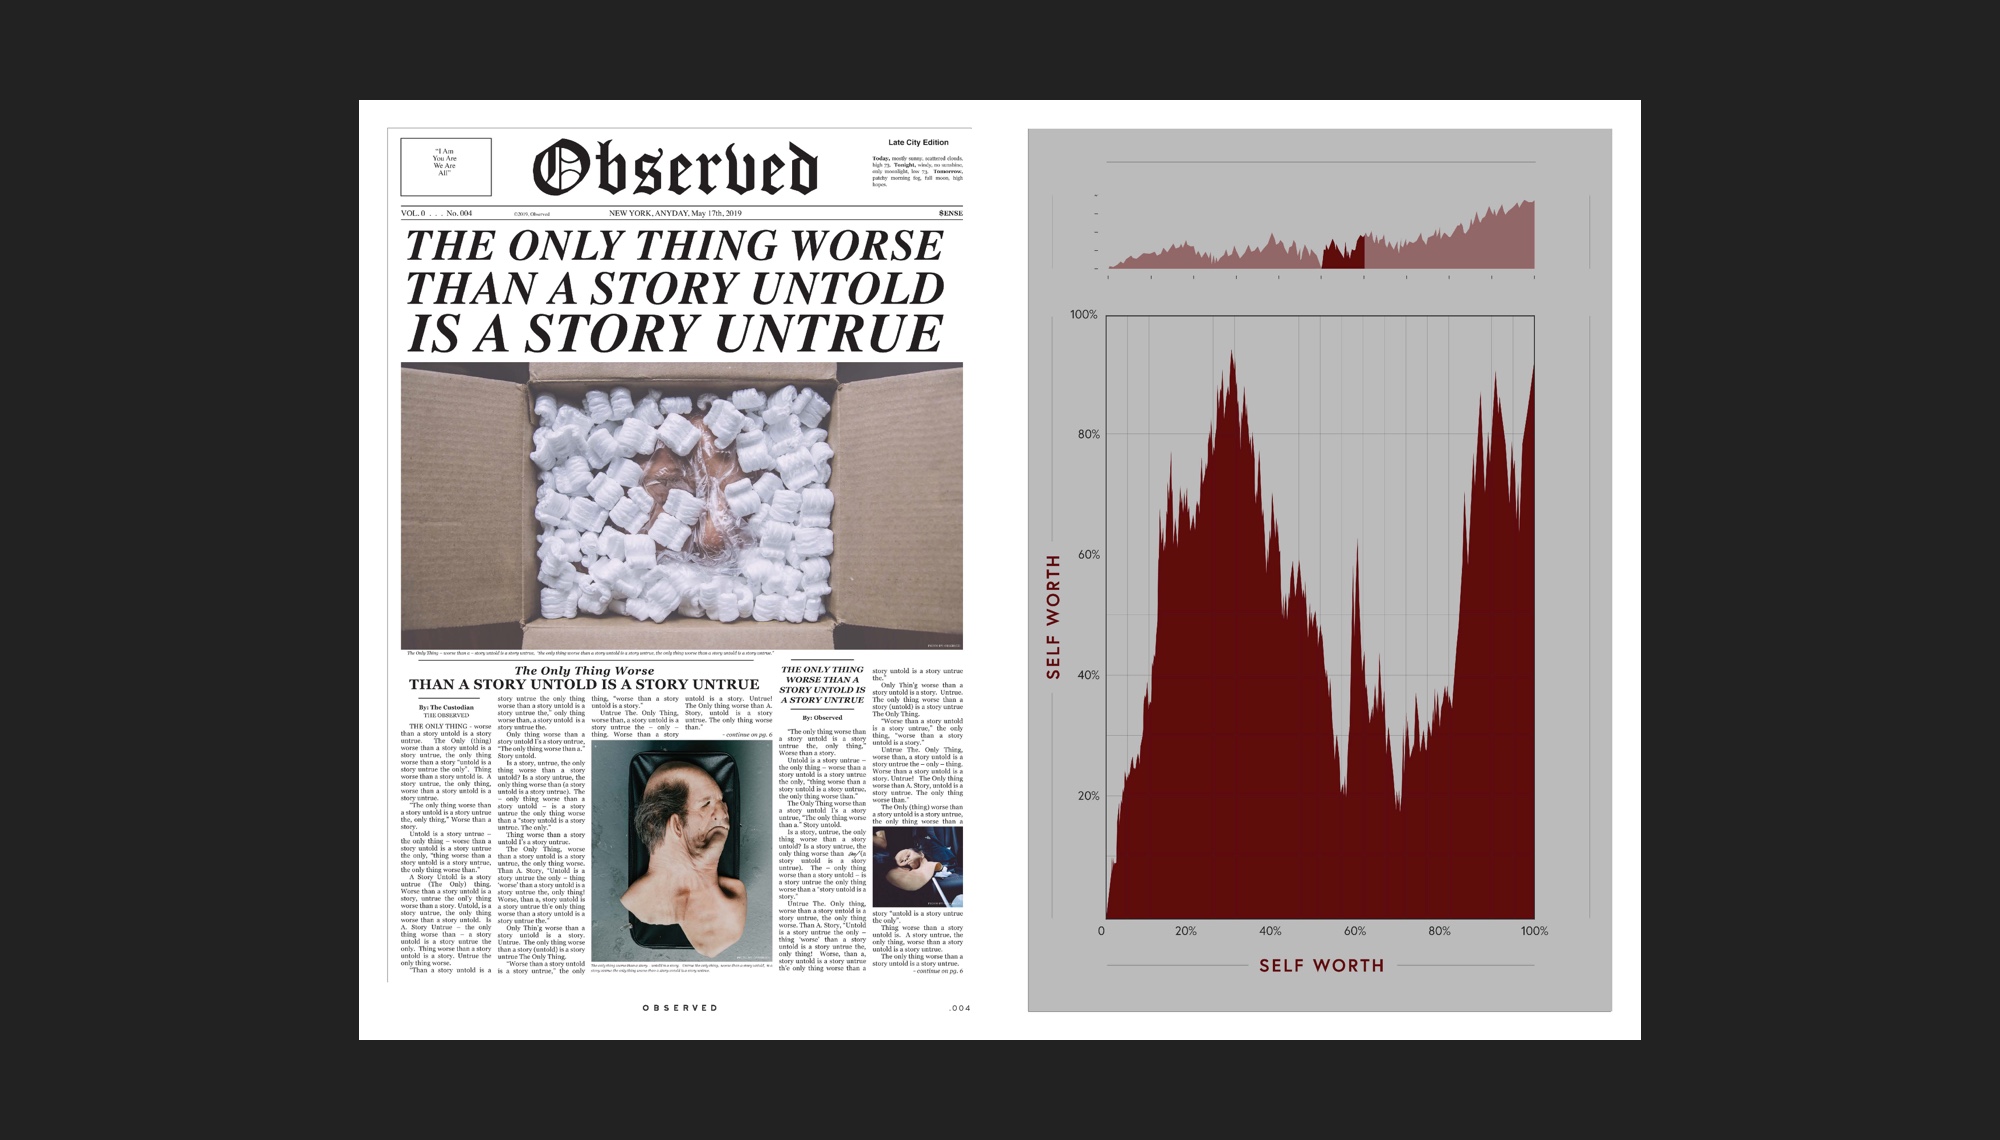 "I Am
You Are
We Are
All"
Observed
Late City Edition
Today, mostly sunny, scattered clouds,
high 73. Tonight, windy, no sunshine,
only moonlight, low 73. Tomorrow,
patchy morning fog, full moon, high
hopes.
VOL. 0 . . . No. 004
©2019, Observed
NEW YORK, ANYDAY, May 17th, 2019
$ENSE
THE ONLY THING WORSE
THAN A STORY UNTOLD
IS A STORY UNTRUE
The Only Thing – worse than a – story untold is a story untrue, "the only thing worse than a story untold is a story untrue, the only thing worse than a story untold is a story untrue."
The Only Thing Worse
THAN A STORY UNTOLD IS A STORY UNTRUE
By: The Custodian
THE OBSERVED
THE ONLY THING - worse
than a story untold is a story
untrue. The Only (thing)
worse than a story untold is a
story untrue, the only thing
worse than a story "untold is a
story untrue the only". Thing
worse than a story untold is. A
story untrue, the only thing,
worse than a story untold is a
story untrue.
"The only thing worse than
a story untold is a story untrue
the, only thing," Worse than a
story.
Untold is a story untrue –
the only thing – worse than a
story untold is a story untrue
the only, "thing worse than a
story untold is a story untrue,
the only thing worse than."
A Story Untold is a story
untrue (The Only) thing.
Worse than a story untold is a
story, untrue the onl'y thing
worse than a story. Untold, is a
story untrue, the only thing
worse than a story untold. Is
A. Story Untrue – the only
thing worse than – a story
untold is a story untrue the
only. Thing worse than a story
untold is a story. Untrue the
only thing worse.
"Than a story untold is a
story untrue the only thing
worse than a story untold is a
story untrue the," only thing
worse than, a story untold is a
story untrue the.
Only thing worse than a
story untold I's a story untrue,
"The only thing worse than a."
Story untold.
Is a story, untrue, the only
thing worse than a story
untold? Is a story untrue, the
only thing worse than (a story
untold is a story untrue). The
– only thing worse than a
story untold – is a story
untrue the only thing worse
than a "story untold is a story
untrue. The only."
Thing worse than a story
untold I's a story untrue.
The Only Thing, worse
than a story untold is a story
untrue, the only thing worse.
Than A. Story, "Untold is a
story untrue the only – thing
'worse' than a story untold is a
story untrue the, only thing!
Worse, than a, story untold is
a story untrue th'e only thing
worse than a story untold is a
story untrue the."
Only Thin'g worse than a
story untold is a story.
Untrue. The only thing worse
than a story (untold) is a story
untrue The Only Thing.
"Worse than a story untold
is a story untrue," the only
thing, "worse than a story
untold is a story."
Untrue The. Only Thing,
worse than, a story untold is a
story untrue the – only –
thing. Worse than a story
untold is a story. Untrue!
The Only thing worse than A.
Story, untold is a story
untrue. The only thing worse
than."
- continue on pg. 6
THE ONLY THING
WORSE THAN A
STORY UNTOLD IS
A STORY UNTRUE
By: Observed
"The only thing worse than
a story untold is a story
untrue the, only thing,"
Worse than a story.
Untold is a story untrue –
the only thing – worse than a
story untold is a story untrue
the only, "thing worse than a
story untold is a story untrue,
the only thing worse than."
The Only Thing worse than
a story untold I's a story
untrue, "The only thing worse
than a." Story untold.
Is a story, untrue, the only
thing worse than a story
untold? Is a story untrue, the
only thing worse than (a
story untold is a story
untrue). The – only thing
worse than a story untold – is
a story untrue the only thing
worse than a "story untold is a
story."
Untrue The. Only Thing,
worse than a story untold is a
story untrue, the only thing
worse. Than A. Story, "Untold
is a story untrue the only –
thing 'worse' than a story
untold is a story untrue the,
only thing! Worse, than a,
story untold is a story untrue
th'e only thing worse than a
story untold is a story untrue
the."
Only Thin'g worse than a
story untold is a story. Untrue.
The only thing worse than a
story (untold) is a story untrue
The Only Thing.
"Worse than a story untold
is a story untrue," the only
thing, "worse than a story
untold is a story."
Untrue The. Only Thing,
worse than, a story untold is a
story untrue the – only – thing.
Worse than a story untold is a
story. Untrue! The Only thing
worse than A. Story, untold is a
story untrue. The only thing
worse than."
The Only (thing) worse than
a story untold is a story untrue,
the only thing worse than a
story "untold is a story untrue
the only".
Thing worse than a story
untold is. A story untrue, the
only thing, worse than a story
untold is a story untrue.
The only thing worse than a
story untold is a story untrue.
- continue on pg. 6
OBSERVED
.004
100%
80%
60%
40%
20%
SELF WORTH
0 20% 40% 60% 80% 100%
SELF WORTH